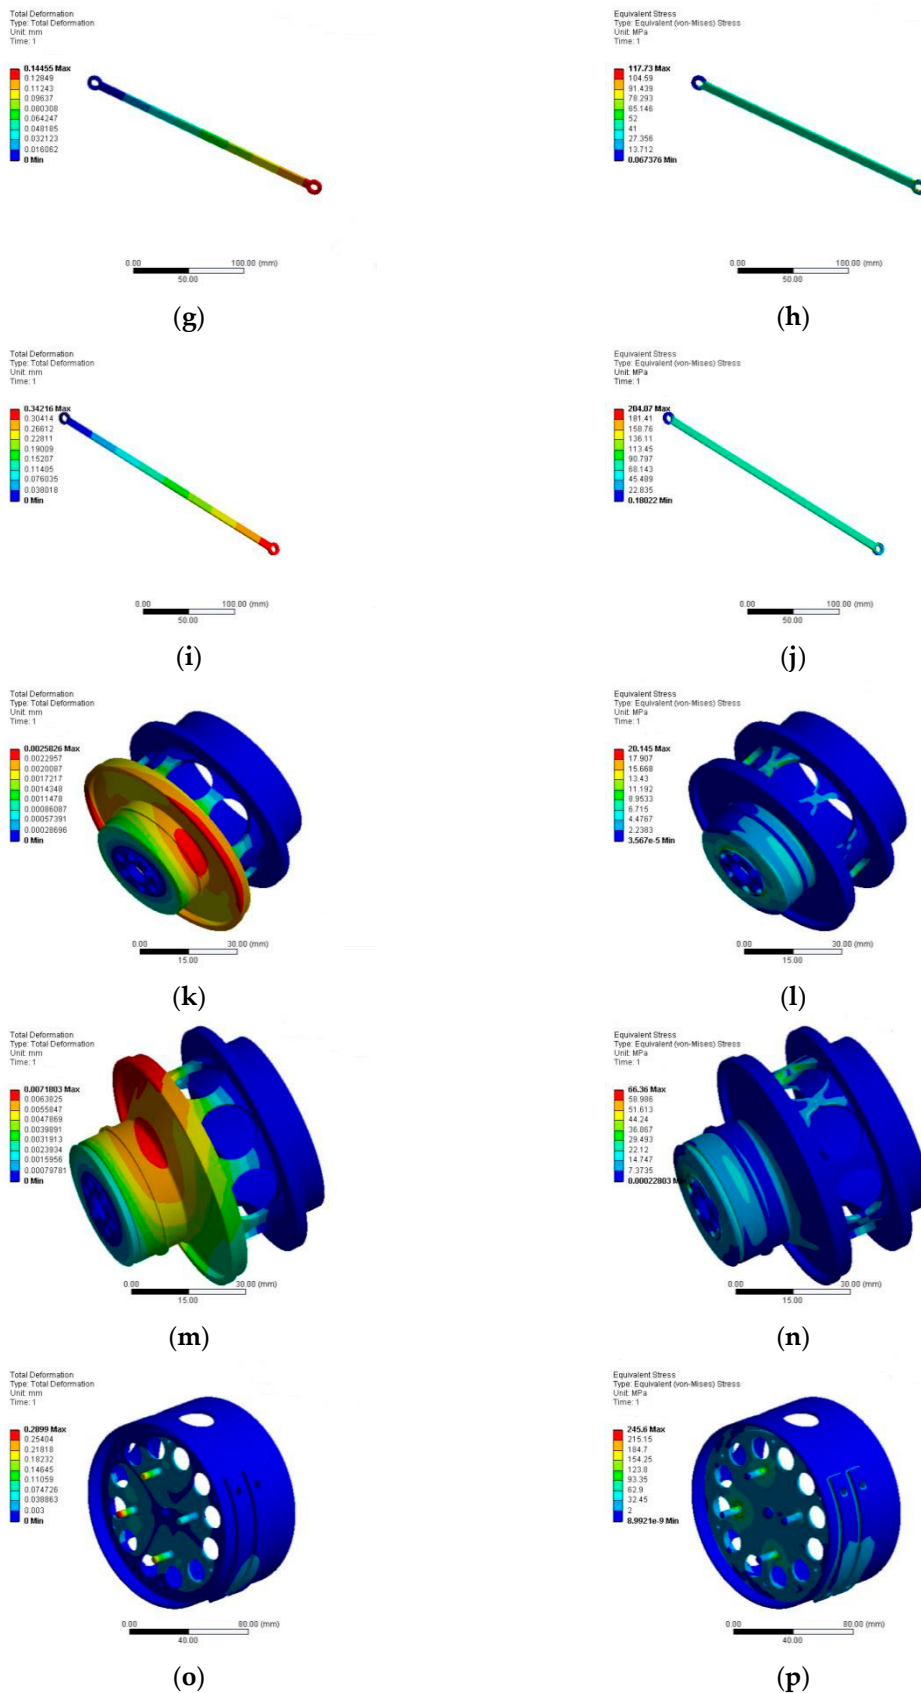 Total Deformation
Type: Total Deformation
Unit: mm
Time: 1
0.14455 Max
0.12849
0.11243
0.09637
0.080308
0.064247
0.048185
0.032123
0.016062
0 Min
0.00 100.00 (mm)
50.00
(g)
Equivalent Stress
Type: Equivalent (von-Mises) Stress
Unit: MPa
Time: 1
117.73 Max
104.59
91.439
78.293
65.146
52
41
27.356
13.712
0.067376 Min
0.00 100.00 (mm)
50.00
(h)
Total Deformation
Type: Total Deformation
Unit: mm
Time: 1
0.34216 Max
0.30414
0.26612
0.22811
0.19009
0.15207
0.11405
0.076035
0.038018
0 Min
0.00 100.00 (mm)
50.00
(i)
Equivalent Stress
Type: Equivalent (von-Mises) Stress
Unit: MPa
Time: 1
204.07 Max
181.41
158.76
136.11
113.45
90.797
68.143
45.489
22.835
0.18022 Min
0.00 100.00 (mm)
50.00
(j)
Total Deformation
Type: Total Deformation
Unit: mm
Time: 1
0.0025826 Max
0.0022957
0.0020087
0.0017217
0.0014348
0.0011478
0.00086087
0.00057391
0.00028696
0 Min
0.00 30.00 (mm)
15.00
(k)
Equivalent Stress
Type: Equivalent (von-Mises) Stress
Unit: MPa
Time: 1
20.145 Max
17.907
15.668
13.43
11.192
8.9533
6.715
4.4767
2.2383
3.567e-5 Min
0.00 30.00 (mm)
15.00
(l)
Total Deformation
Type: Total Deformation
Unit: mm
Time: 1
0.0071803 Max
0.0063825
0.0055847
0.0047869
0.0039891
0.0031913
0.0023934
0.0015956
0.00079781
0 Min
0.00 30.00 (mm)
15.00
(m)
Equivalent Stress
Type: Equivalent (von-Mises) Stress
Unit: MPa
Time: 1
66.36 Max
58.986
51.613
44.24
36.867
29.493
22.12
14.747
7.3735
0.00022803 M
0.00 30.00 (mm)
15.00
(n)
Total Deformation
Type: Total Deformation
Unit: mm
Time: 1
0.2899 Max
0.25404
0.21818
0.18232
0.14645
0.11059
0.074726
0.038863
0.003
0 Min
0.00 80.00 (mm)
40.00
(o)
Equivalent Stress
Type: Equivalent (von-Mises) Stress
Unit: MPa
Time: 1
245.6 Max
215.15
184.7
154.25
123.8
93.35
62.9
32.45
2
8.9921e-9 Min
0.00 80.00 (mm)
40.00
(p)